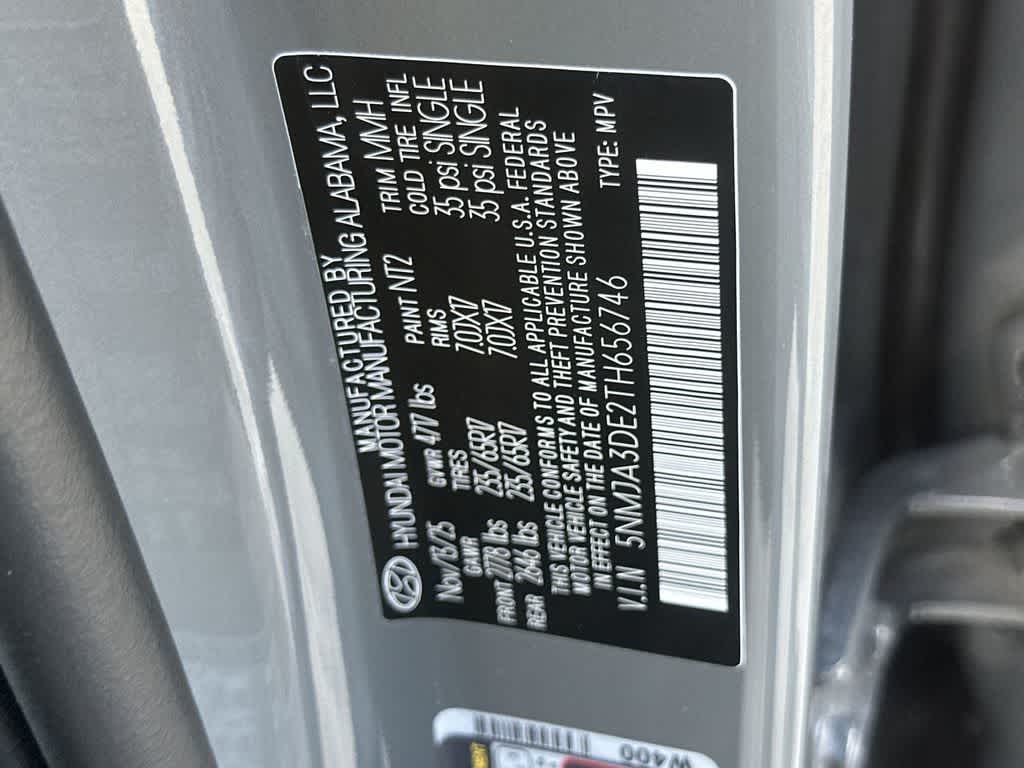 MANUFACTURED BY
HYUNDAI MOTOR MANUFACTURING ALABAMA, LLC
Nov/13/25 GVWR 4717 lbs PAINT NT2 TRIM MMH
GAWR TIRES RIMS COLD TIRE INFL
FRONT 2778 lbs 235/65R17 7.0JX17 35 psi SINGLE
REAR 2646 lbs 235/65R17 7.0JX17 35 psi SINGLE
THIS VEHICLE CONFORMS TO ALL APPLICABLE U.S.A. FEDERAL
MOTOR VEHICLE SAFETY AND THEFT PREVENTION STANDARDS
IN EFFECT ON THE DATE OF MANUFACTURE SHOWN ABOVE
V.I.N 5NMJA3DE2TH656746 TYPE: MPV
W400